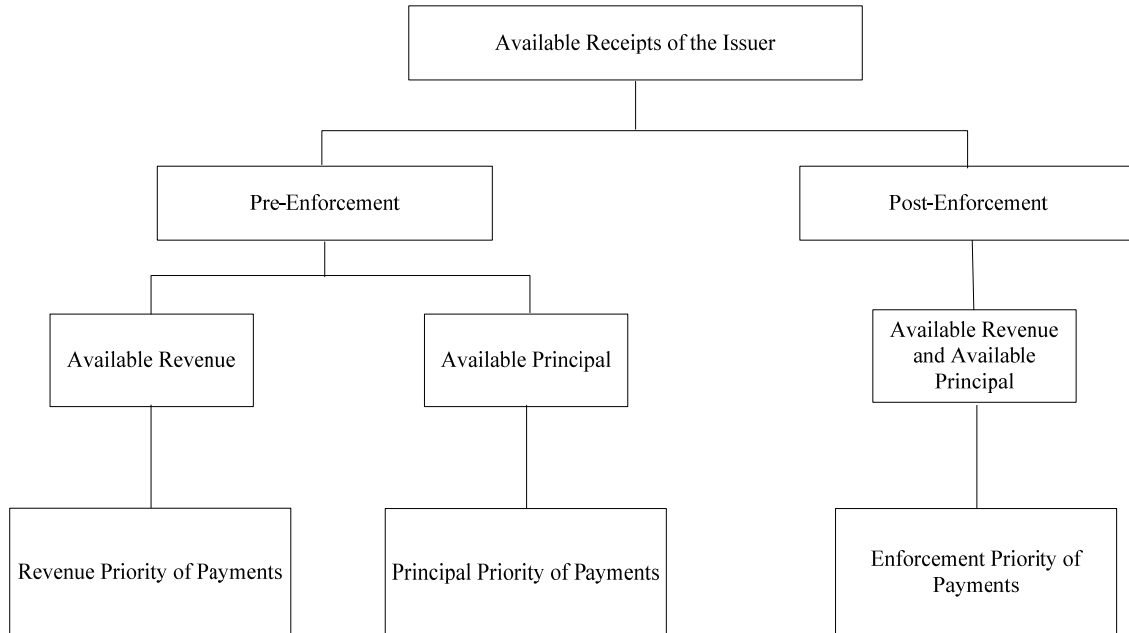 Available Receipts of the Issuer
Pre-Enforcement
Post-Enforcement
Available Revenue
Available Principal
Available Revenue
and Available
Principal
Revenue Priority of Payments
Principal Priority of Payments
Enforcement Priority of
Payments